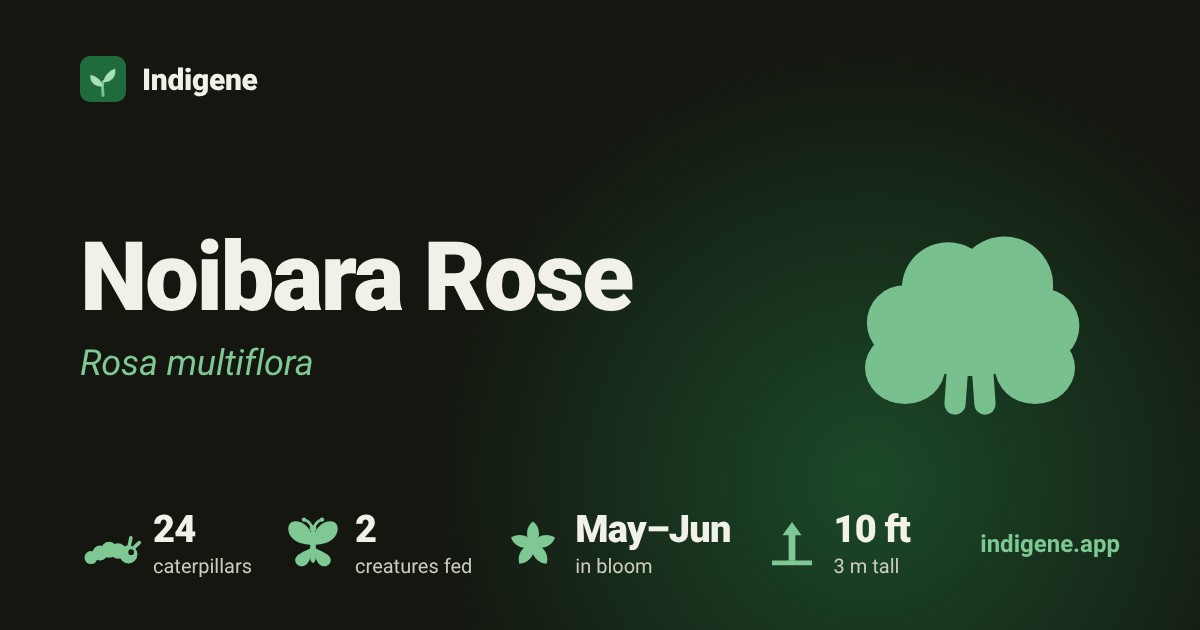 Indigene
Noibara Rose
Rosa multiflora
24
caterpillars
2
creatures fed
May–Jun
in bloom
10 ft
3 m tall
indigene.app